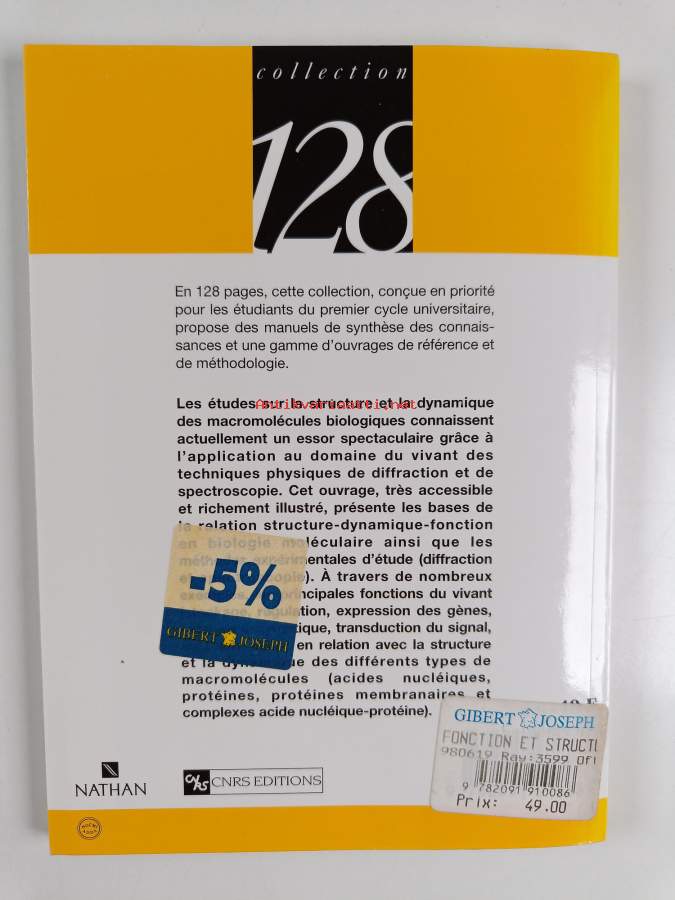 collection
128
En 128 pages, cette collection, conçue en priorité
pour les étudiants du premier cycle universitaire,
propose des manuels de synthèse des connais-
sances et une gamme d'ouvrages de référence et
de méthodologie.
Les études sur la structure et la dynamique
Antikvariaatti.net
des macromolécules biologiques connaissent
actuellement un essor spectaculaire grâce à
l'application au domaine du vivant des
techniques physiques de diffraction et de
spectroscopie. Cet ouvrage, très accessible
et richement illustré, présente les bases de
la relation structure-dynamique-fonction
en biologie moléculaire ainsi que les
méthodes expérimentales d'étude (diffraction
À travers de nombreux
principales fonctions du vivant
régulation, expression des gènes,
transduction du signal,
en relation avec la structure
et la dynamique des différents types de
macromolécules (acides nucléiques,
protéines, protéines membranaires et
complexes acide nucléique-protéine).
-5%
GIBERT JOSEPH
GIBERT JOSEPH
FONCTION ET STRUCTU
980619 Ray:3599 Of
9 782091 910086
Prix: 49.00
NATHAN
CNRS
CNRS EDITIONS